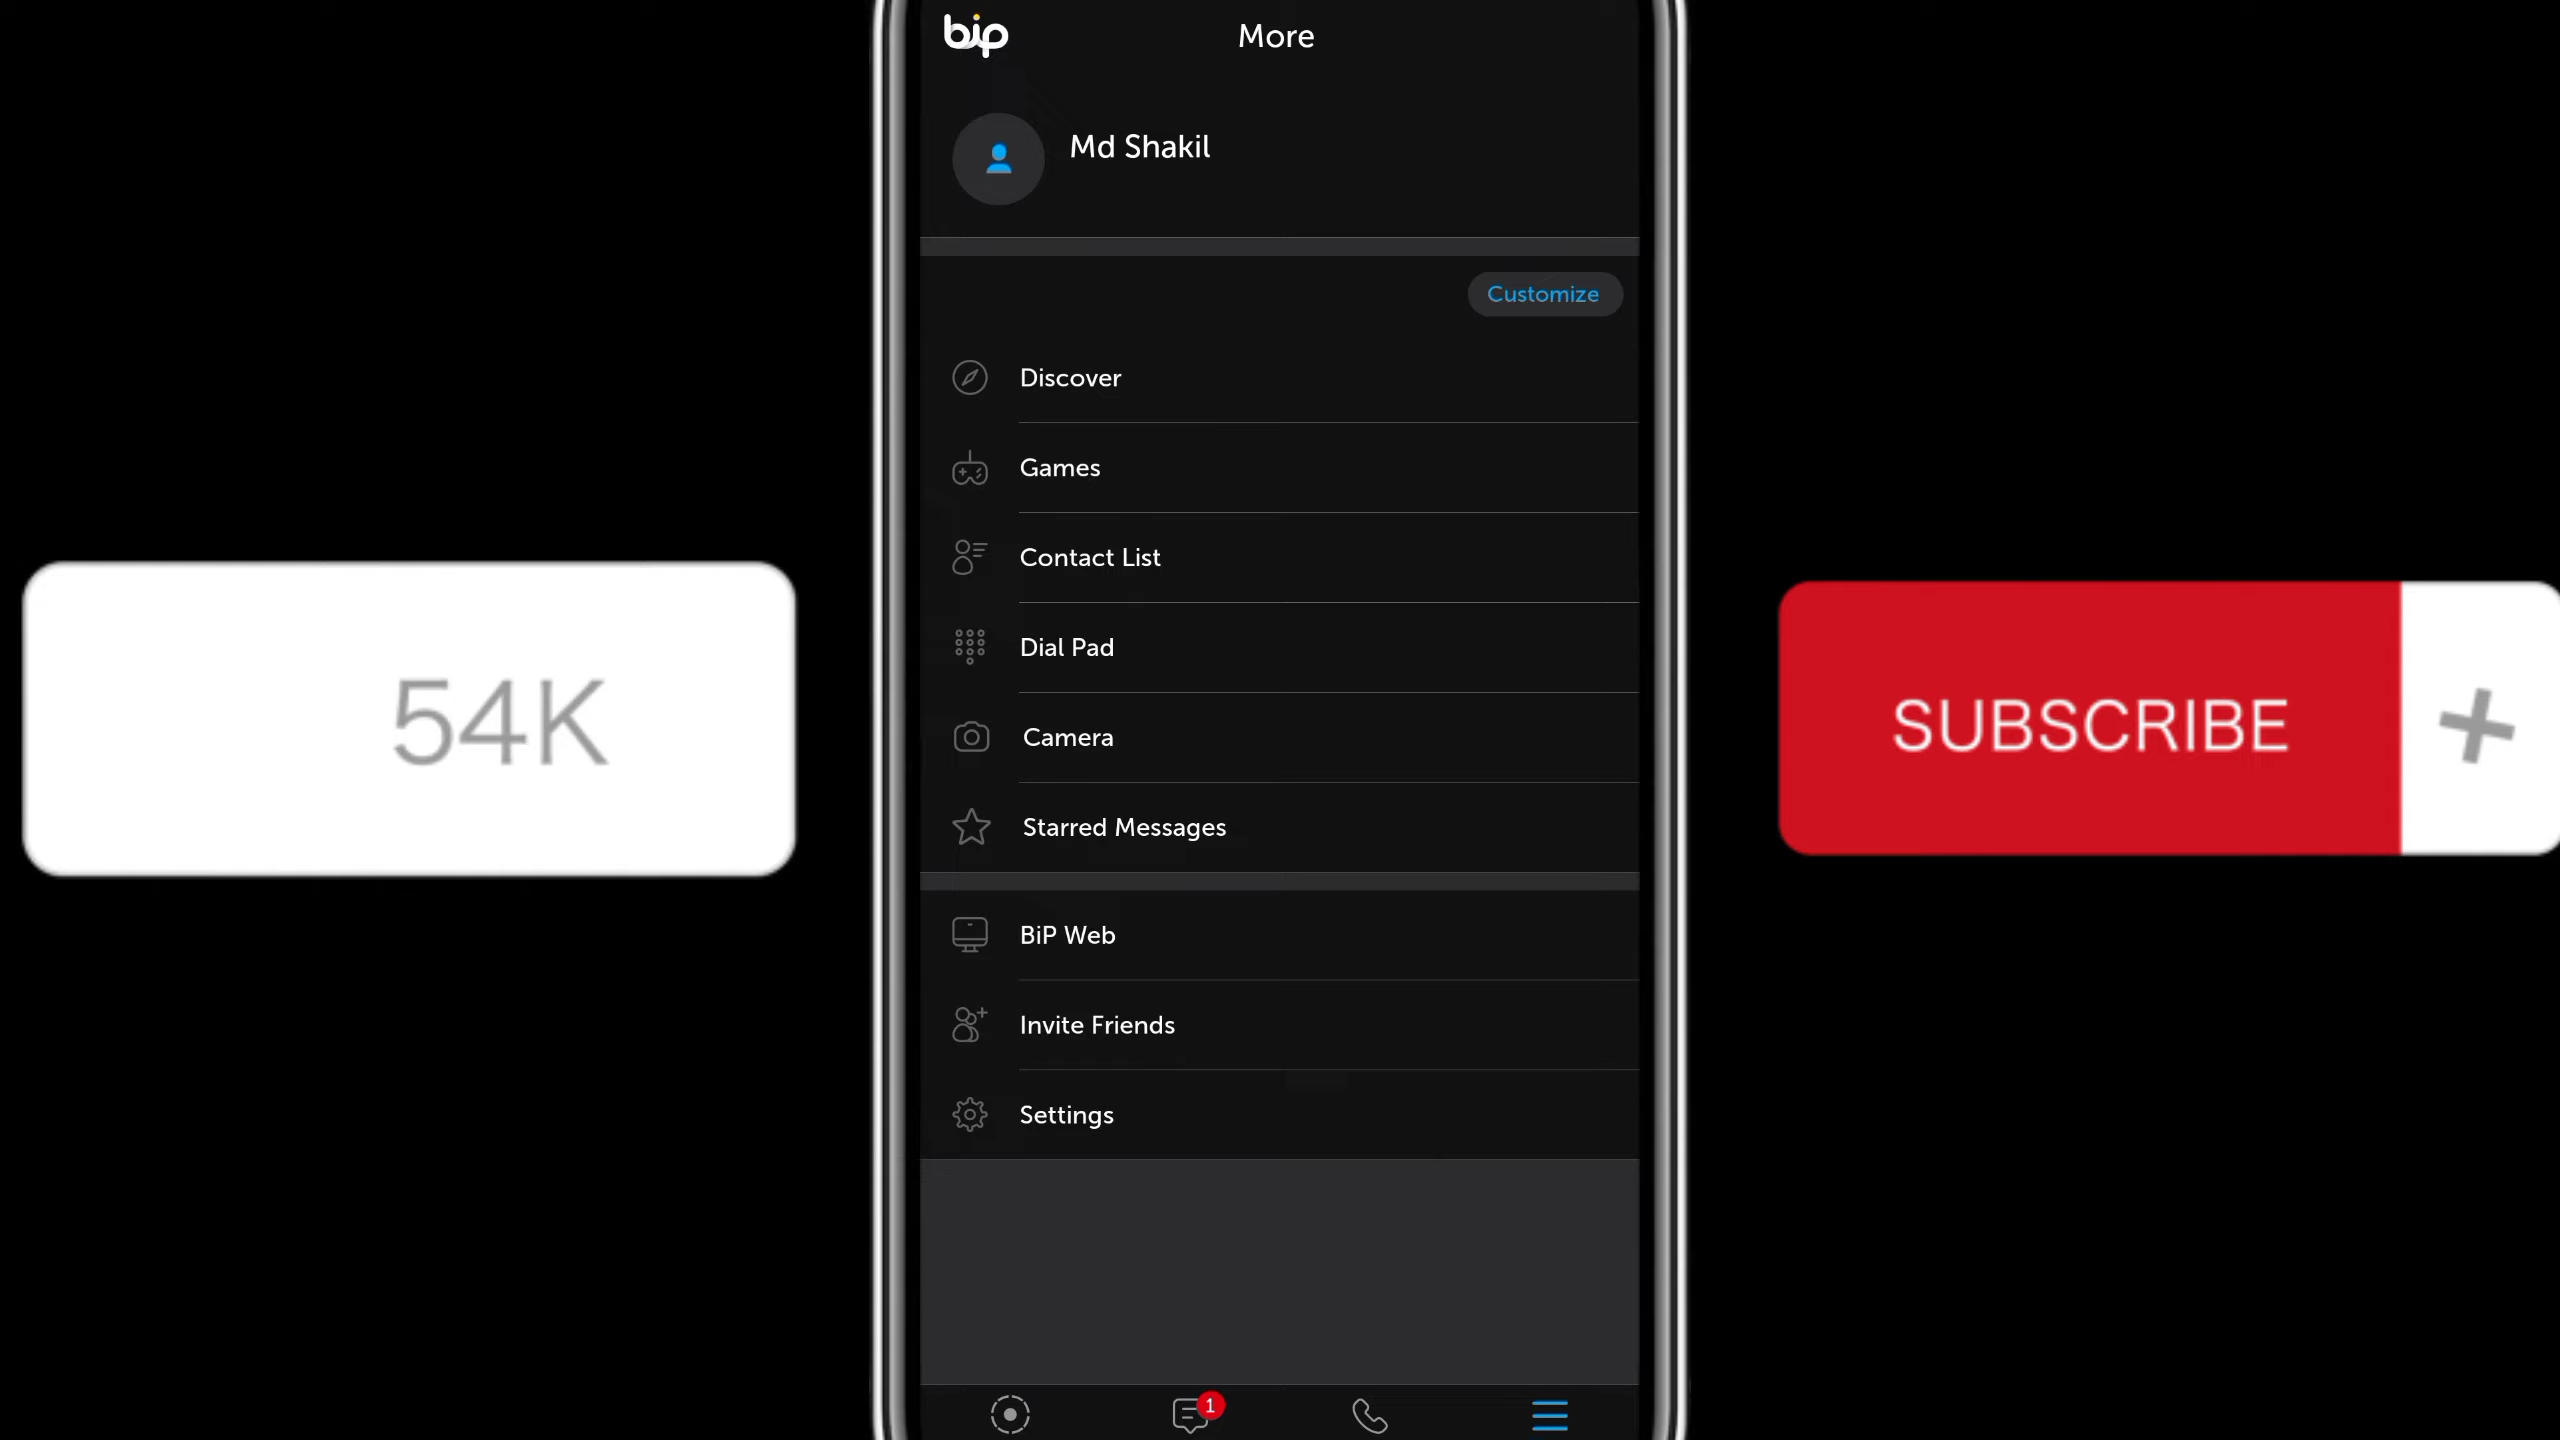 bip
More
Md Shakil
Customize
Discover
Games
Contact List
Dial Pad
Camera
Starred Messages
BiP Web
Invite Friends
Settings
1
54K
SUBSCRIBE +